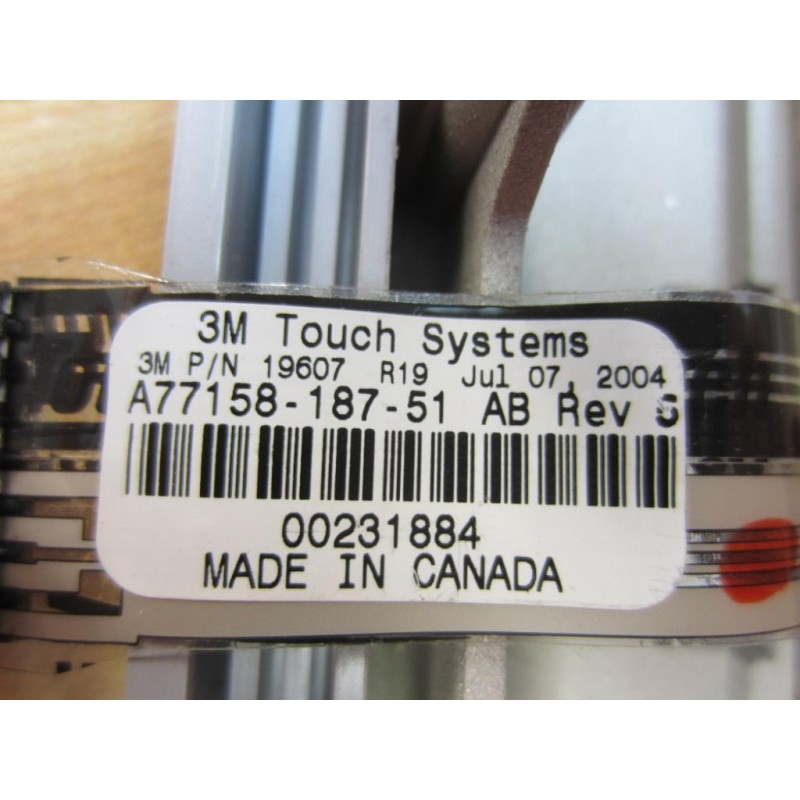 3M Touch Systems
3M P/N 19607 R19 Jul 07, 2004
A77158-187-51 AB Rev
00231884
MADE IN CANADA